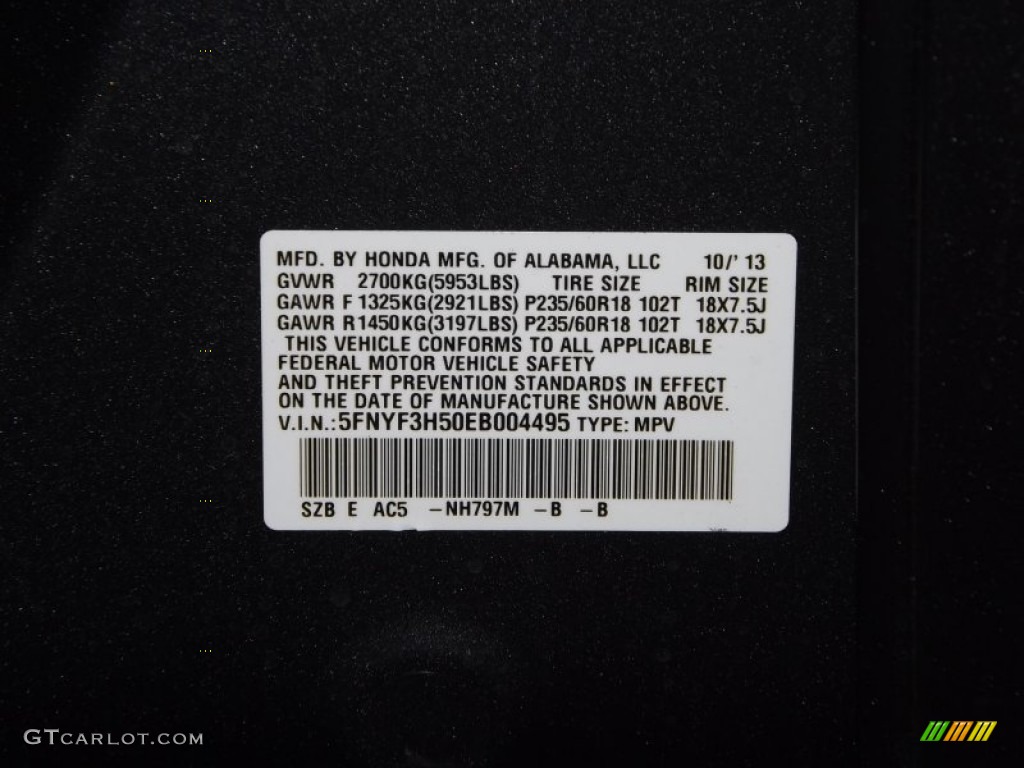 MFD. BY HONDA MFG. OF ALABAMA, LLC 10/' 13
GVWR 2700KG(5953LBS) TIRE SIZE RIM SIZE
GAWR F 1325KG(2921LBS) P235/60R18 102T 18X7.5J
GAWR R1450KG(3197LBS) P235/60R18 102T 18X7.5J
THIS VEHICLE CONFORMS TO ALL APPLICABLE
FEDERAL MOTOR VEHICLE SAFETY
AND THEFT PREVENTION STANDARDS IN EFFECT
ON THE DATE OF MANUFACTURE SHOWN ABOVE.
V.I.N.:5FNYF3H50EB004495 TYPE: MPV
SZB E AC5 -NH797M -B -B
GTCARLOT.COM